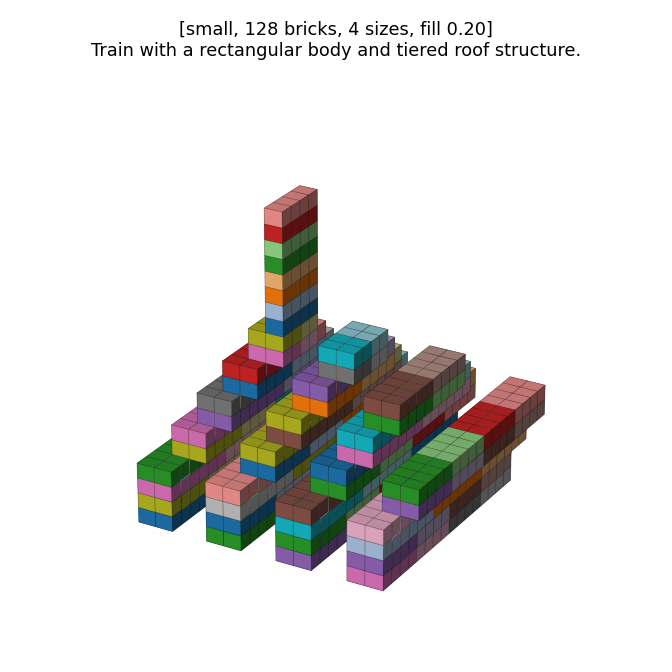 [small, 128 bricks, 4 sizes, fill 0.20]
Train with a rectangular body and tiered roof structure.